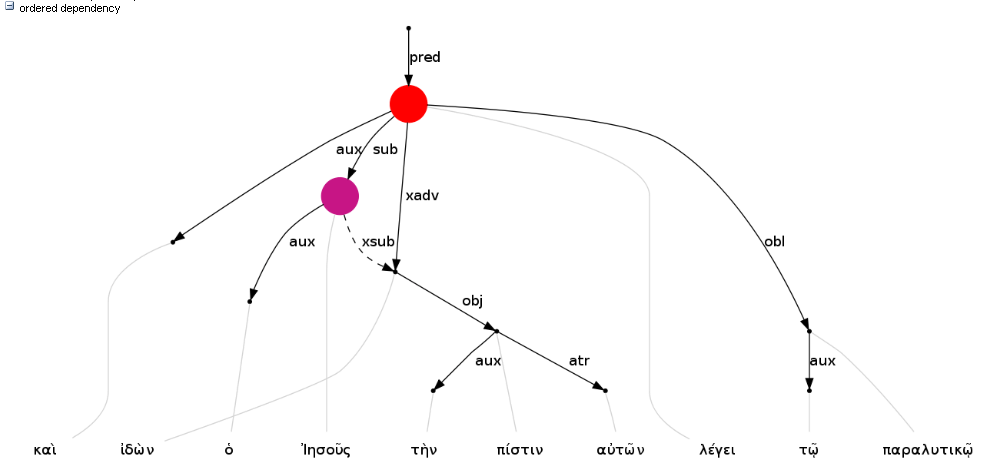 ordered dependency
pred
aux sub
xadv
aux xsub obl
obj
aux atr aux
καὶ ἰδὼν ὁ Ἰησοῦς τὴν πίστιν αὐτῶν λέγει τῷ παραλυτικῷ